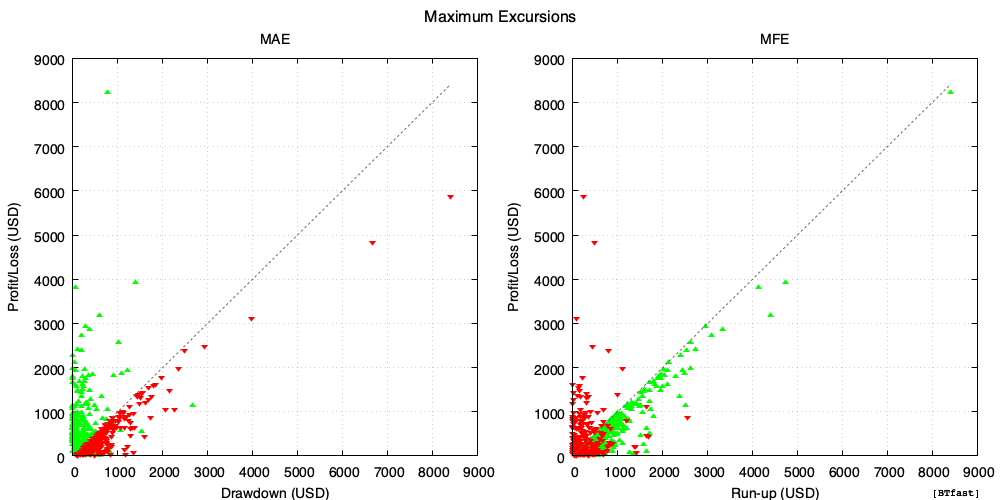 Maximum Excursions
MAE
MFE
9000
8000
7000
6000
5000
4000
3000
2000
1000
0
0 1000 2000 3000 4000 5000 6000 7000 8000 9000
Profit/Loss (USD)
Drawdown (USD)
9000
8000
7000
6000
5000
4000
3000
2000
1000
0
0 1000 2000 3000 4000 5000 6000 7000 8000 9000
Profit/Loss (USD)
Run-up (USD)
[BTfast]